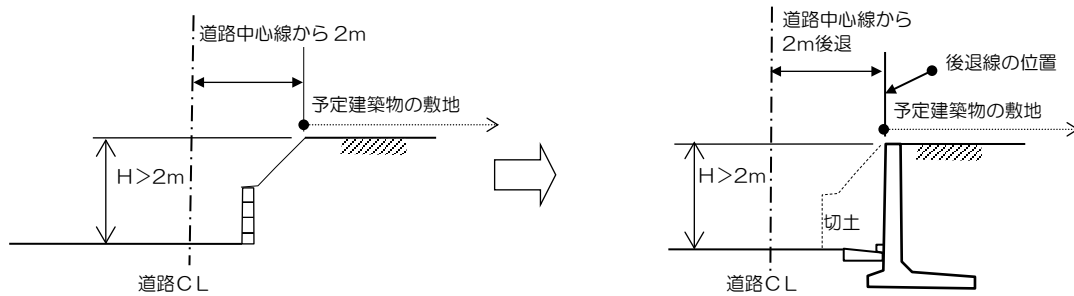 道路中心線から 2m
予定建築物の敷地
H>2m
道路CL
道路中心線から
2m後退
後退線の位置
予定建築物の敷地
H>2m
切土
道路CL